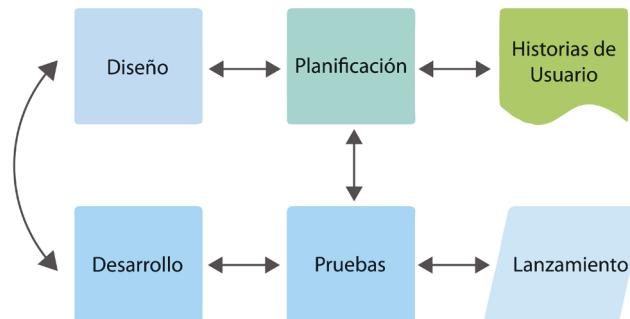 Diseño
Planificación
Historias de
Usuario
Desarrollo
Pruebas
Lanzamiento